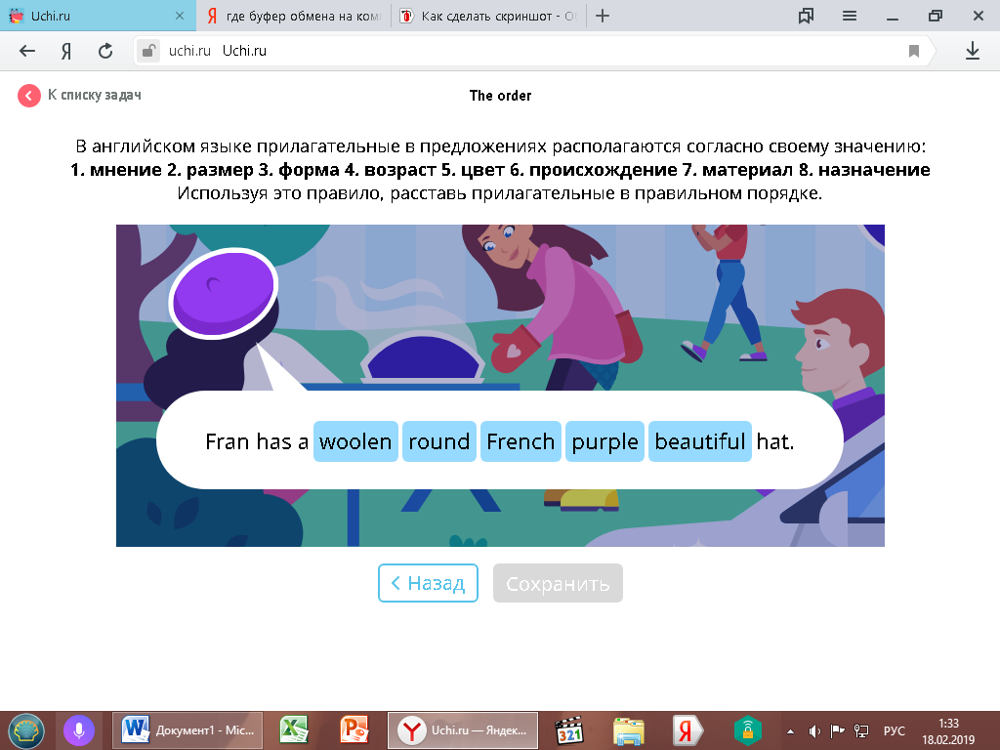 Uchi.ru
где буфер обмена на ком
Как сделать скриншот - О
uchi.ru Uchi.ru
К списку задач
The order
В английском языке прилагательные в предложениях располагаются согласно своему значению:
1. мнение 2. размер 3. форма 4. возраст 5. цвет 6. происхождение 7. материал 8. назначение
Используя это правило, расставь прилагательные в правильном порядке.
Fran has a woolen round French purple beautiful hat.
Назад
Сохранить
Документ1 - Mic...
Uchi.ru — Яндек...
321
РУС
1:33
18.02.2019